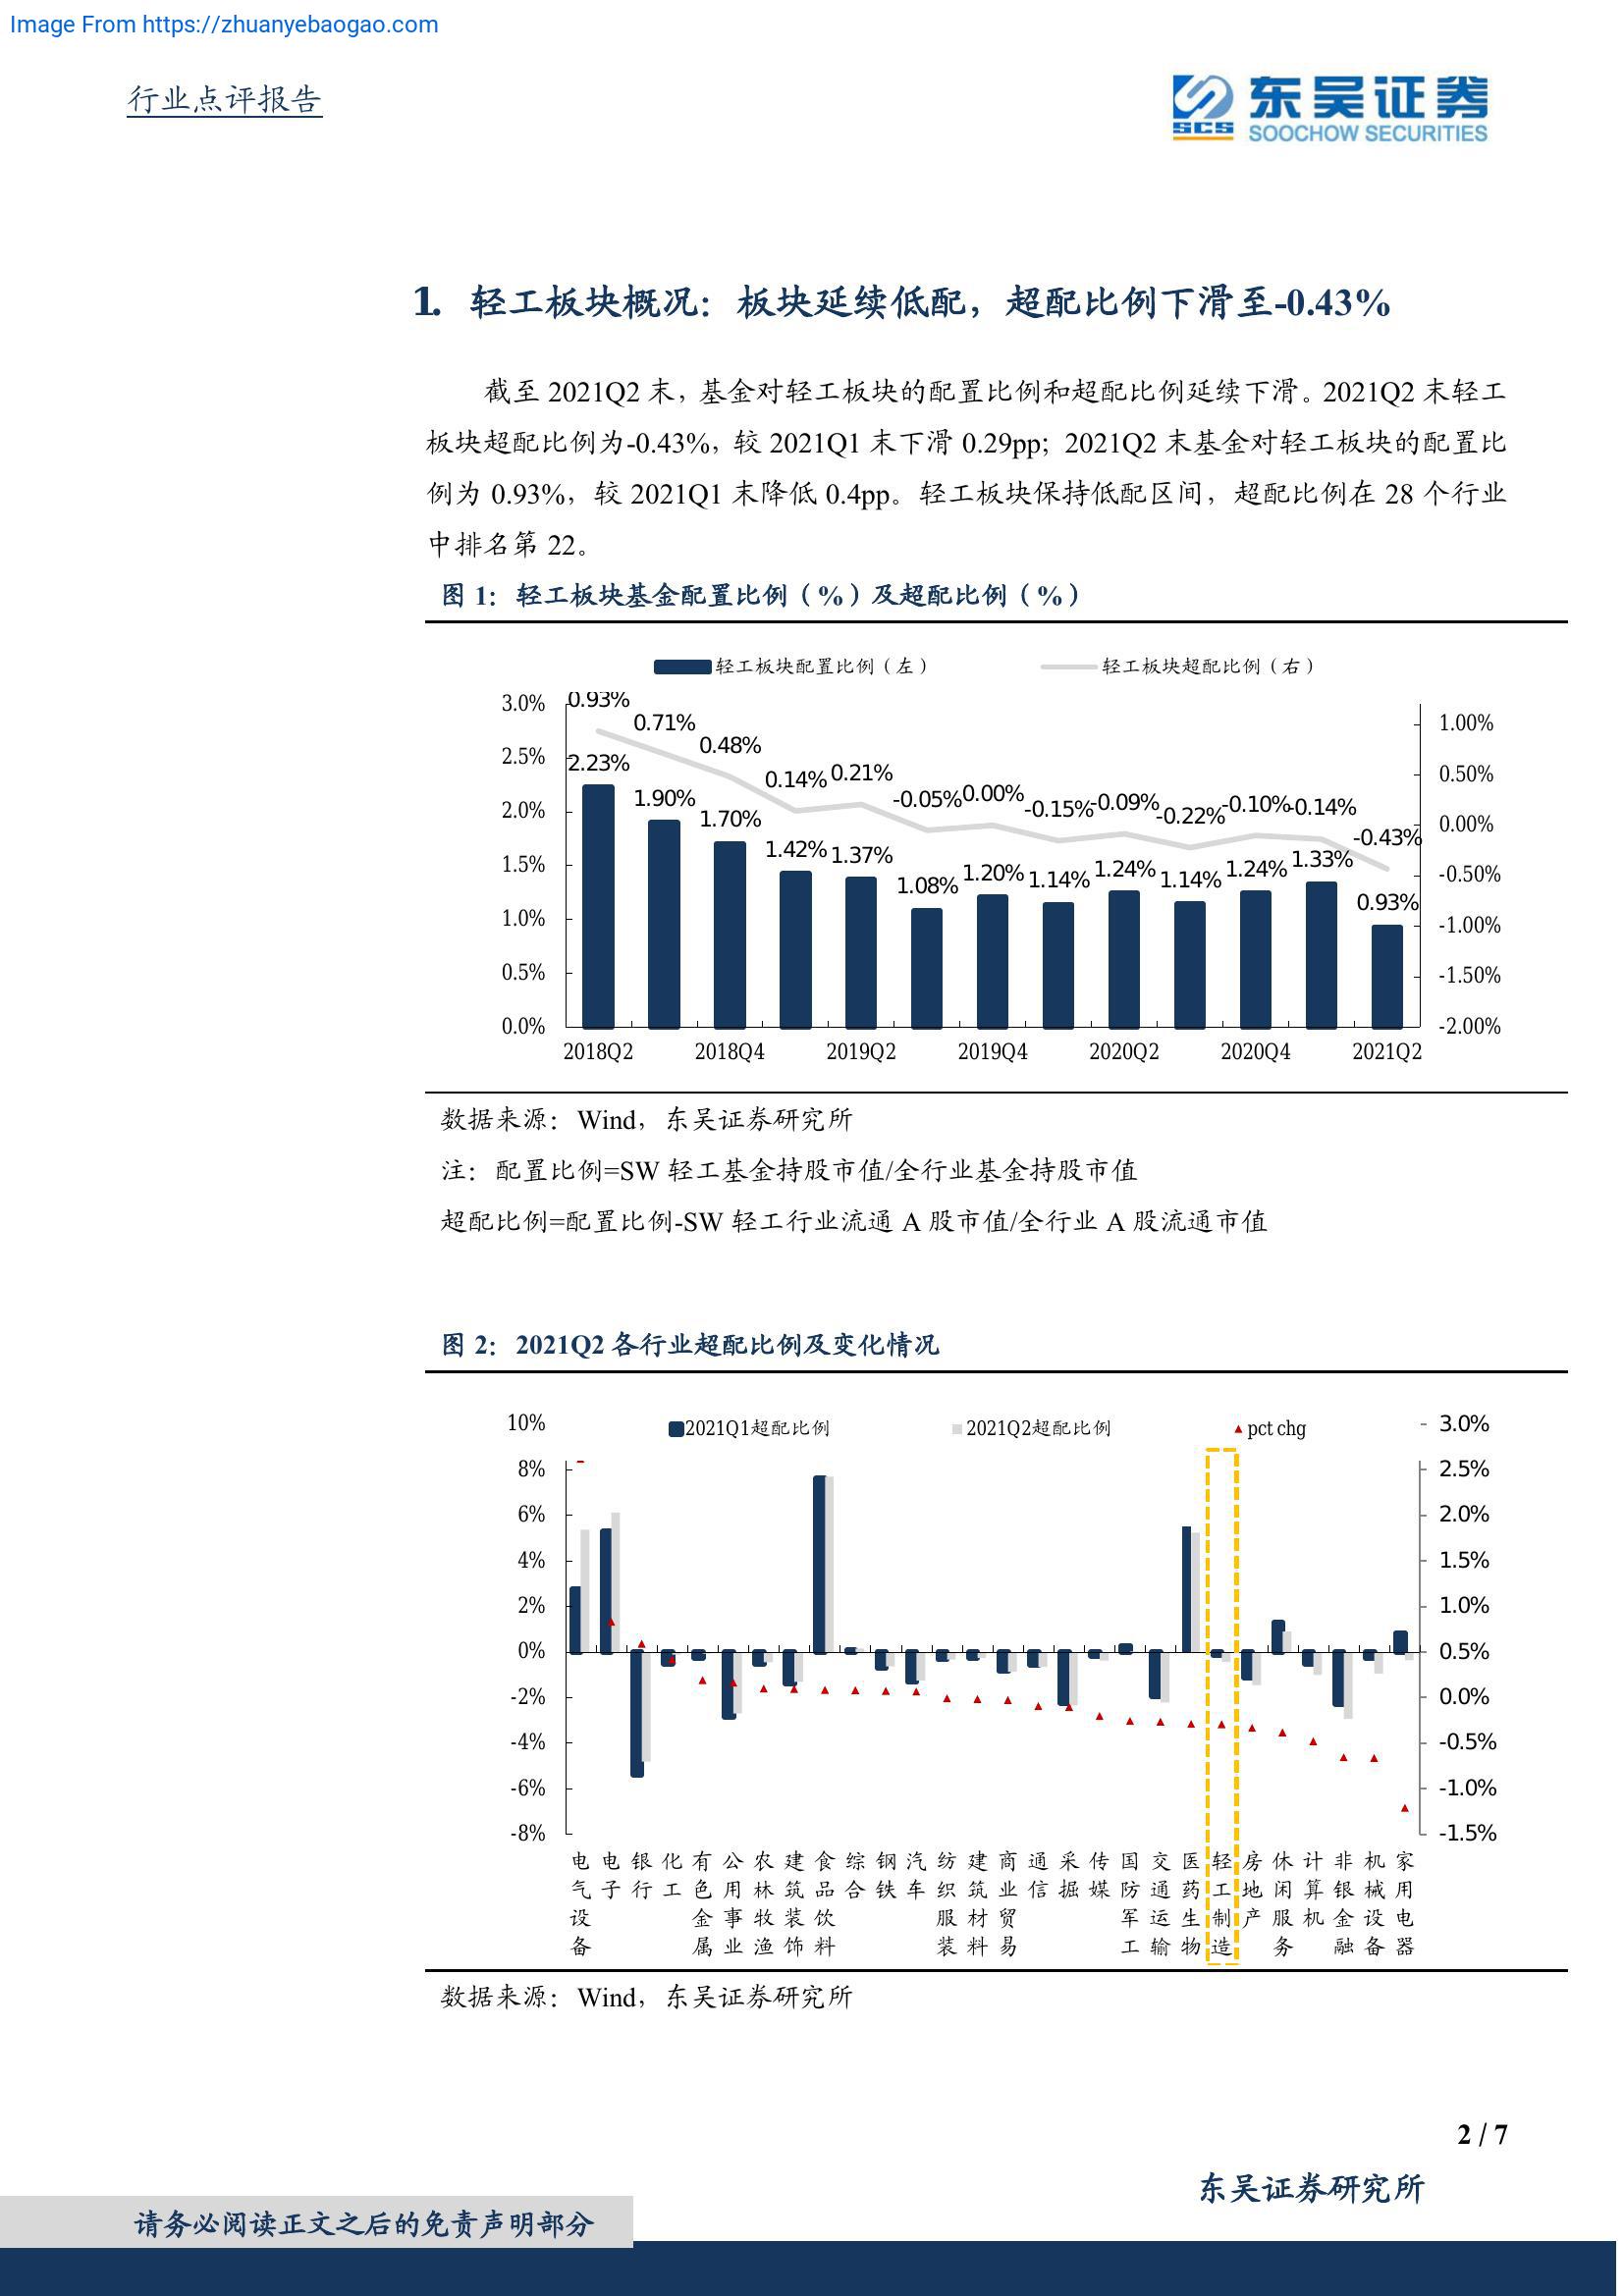 Image From https://zhuanyebaogao.com
行业点评报告
SCS
东吴证券
SOOCHOW SECURITIES
1. 轻工板块概况：板块延续低配，超配比例下滑至-0.43%
截至 2021Q2 末，基金对轻工板块的配置比例和超配比例延续下滑。2021Q2 末轻工
板块超配比例为-0.43%，较 2021Q1 末下滑 0.29pp；2021Q2 末基金对轻工板块的配置比
例为 0.93%，较 2021Q1 末降低 0.4pp。轻工板块保持低配区间，超配比例在 28 个行业
中排名第 22。
图 1：轻工板块基金配置比例（%）及超配比例（%）
轻工板块配置比例（左） 轻工板块超配比例（右）
3.0% 2.5% 2.0% 1.5% 1.0% 0.5% 0.0%
0.93% 0.71% 0.48% 0.14% 0.21% -0.05% 0.00% -0.15% -0.09% -0.22% -0.10% -0.14% -0.43%
2.23% 1.90% 1.70% 1.42% 1.37% 1.08% 1.20% 1.14% 1.24% 1.14% 1.24% 1.33% 0.93%
1.00% 0.50% 0.00% -0.50% -1.00% -1.50% -2.00%
2018Q2 2018Q4 2019Q2 2019Q4 2020Q2 2020Q4 2021Q2
数据来源：Wind，东吴证券研究所
注：配置比例=SW 轻工基金持股市值/全行业基金持股市值
超配比例=配置比例-SW 轻工行业流通 A 股市值/全行业 A 股流通市值
图 2：2021Q2 各行业超配比例及变化情况
2021Q1超配比例 2021Q2超配比例 pct chg
10% 8% 6% 4% 2% 0% -2% -4% -6% -8%
3.0% 2.5% 2.0% 1.5% 1.0% 0.5% 0.0% -0.5% -1.0% -1.5%
电气设备 电子 银行 化工 有色金属 公用事业 农林牧渔 建筑装饰 食品饮料 综合 钢铁 汽车 纺织服装 建筑材料 商业贸易 通信 采掘 传媒 国防军工 交通运输 医药生物 轻工制造 房地产 休闲服务 计算机 非银金融 机械设备 家用电器
数据来源：Wind，东吴证券研究所
2 / 7
东吴证券研究所
请务必阅读正文之后的免责声明部分